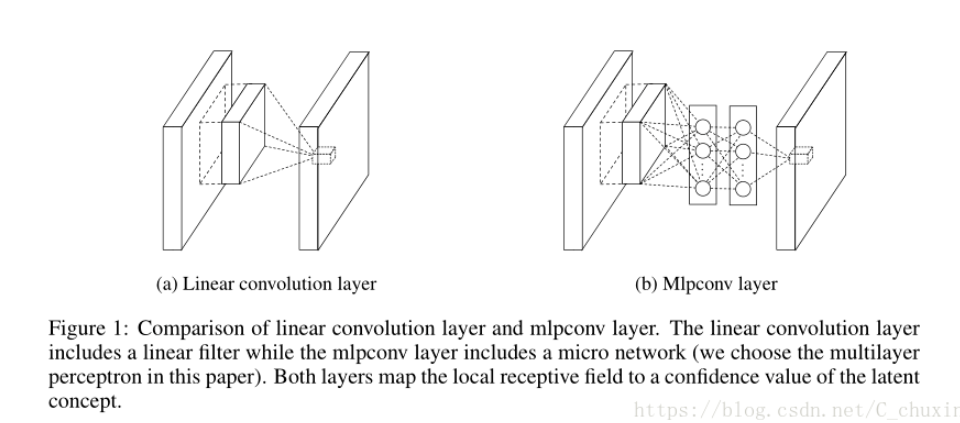 (a) Linear convolution layer
(b) Mlpconv layer
Figure 1: Comparison of linear convolution layer and mlpconv layer. The linear convolution layer
includes a linear filter while the mlpconv layer includes a micro network (we choose the multilayer
perceptron in this paper). Both layers map the local receptive field to a confidence value of the latent
concept.
https://blog.csdn.net/C_chuxin